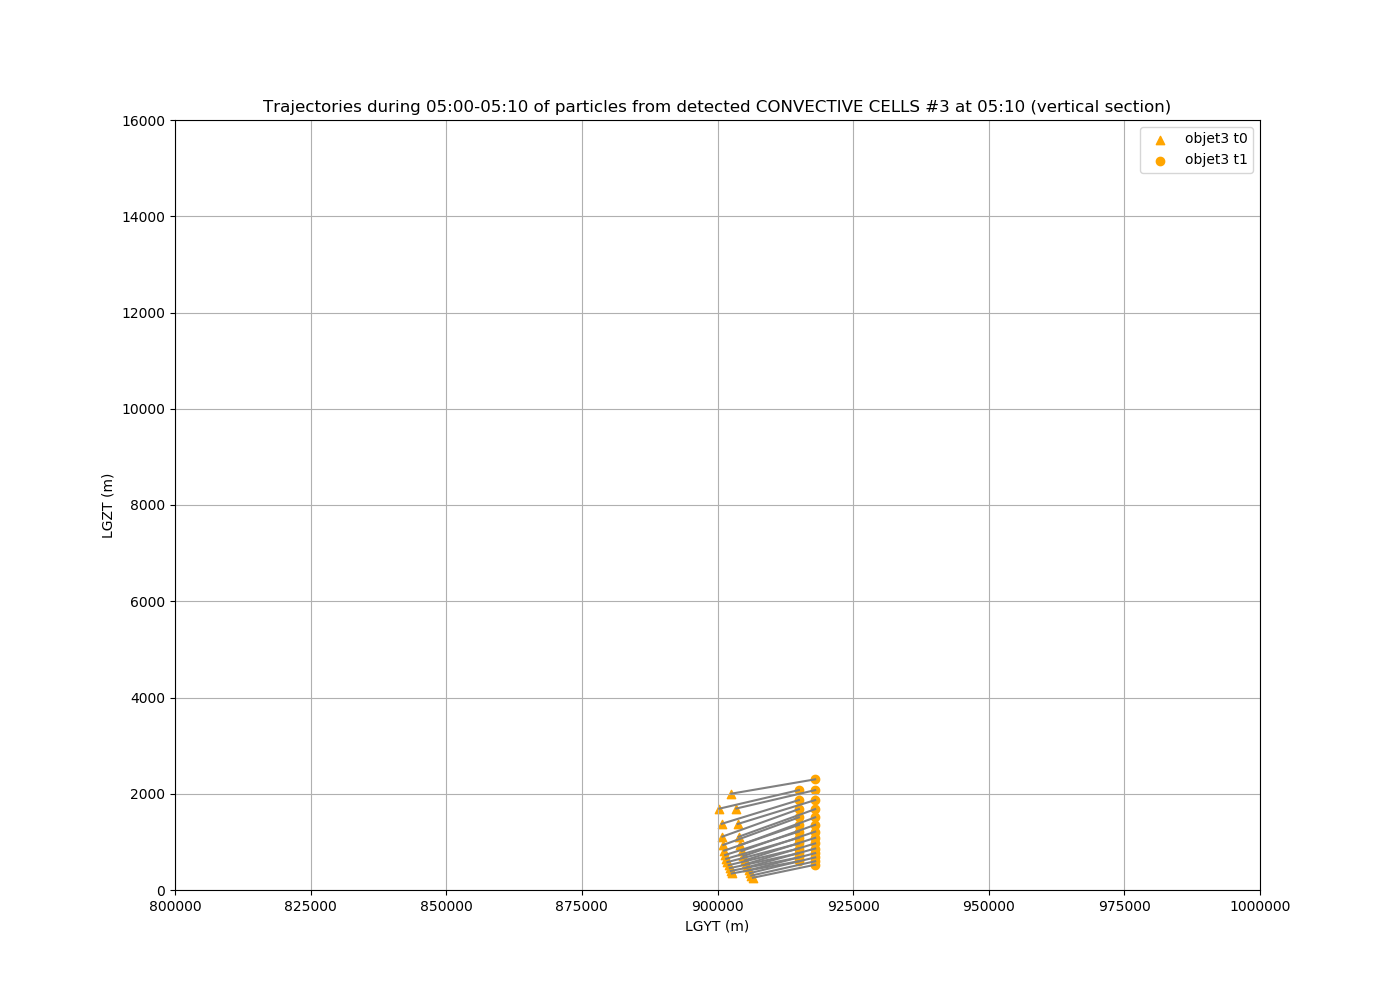 Trajectories during 05:00-05:10 of particles from detected CONVECTIVE CELLS #3 at 05:10 (vertical section)
objet3 t0
objet3 t1
16000
14000
12000
10000
8000
6000
4000
2000
0
LGZT (m)
800000 825000 850000 875000 900000 925000 950000 975000 1000000
LGYT (m)